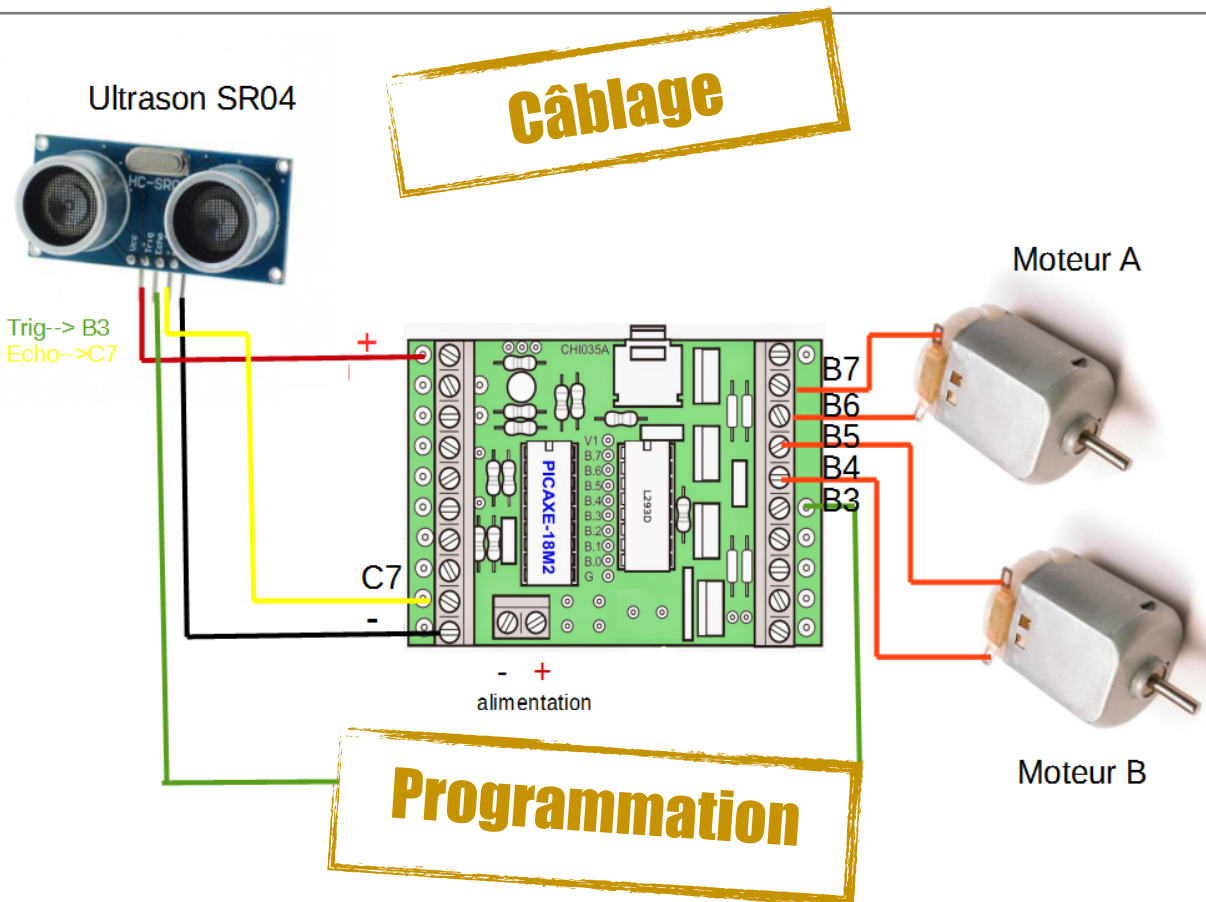 Câblage
Ultrason SR04
HC-SR0
Vcc
Trig
Echo
Trig--> B3
Echo-->C7
+
Moteur A
CHI035A
B7
B6
B5
B4
B3
V1
B.7
B.6
B.5
B.4
B.3
B.2
B.1
B.0
G
PICAXE-18M2
L293D
C7
-
- +
alimentation
Moteur B
Programmation